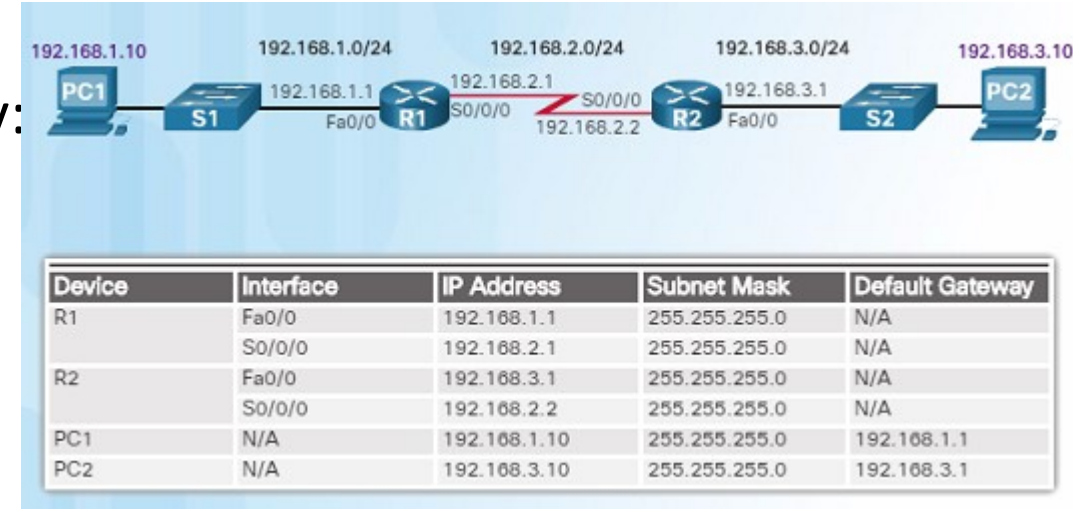 192.168.1.10 192.168.1.0/24 192.168.2.0/24 192.168.3.0/24 192.168.3.10
PC1 S1 192.168.1.1 Fa0/0 R1 192.168.2.1 S0/0/0 S0/0/0 192.168.2.2 R2 192.168.3.1 Fa0/0 S2 PC2
y:
Device Interface IP Address Subnet Mask Default Gateway
R1 Fa0/0 192.168.1.1 255.255.255.0 N/A
S0/0/0 192.168.2.1 255.255.255.0 N/A
R2 Fa0/0 192.168.3.1 255.255.255.0 N/A
S0/0/0 192.168.2.2 255.255.255.0 N/A
PC1 N/A 192.168.1.10 255.255.255.0 192.168.1.1
PC2 N/A 192.168.3.10 255.255.255.0 192.168.3.1